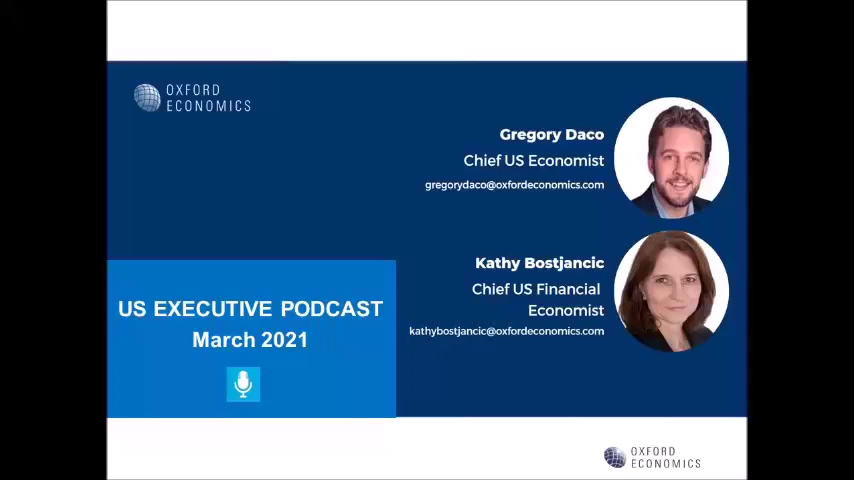 OXFORD
ECONOMICS
Gregory Daco
Chief US Economist
gregorydaco@oxfordeconomics.com
Kathy Bostjancic
Chief US Financial
Economist
kathybostjancic@oxfordeconomics.com
US EXECUTIVE PODCAST
March 2021
OXFORD
ECONOMICS